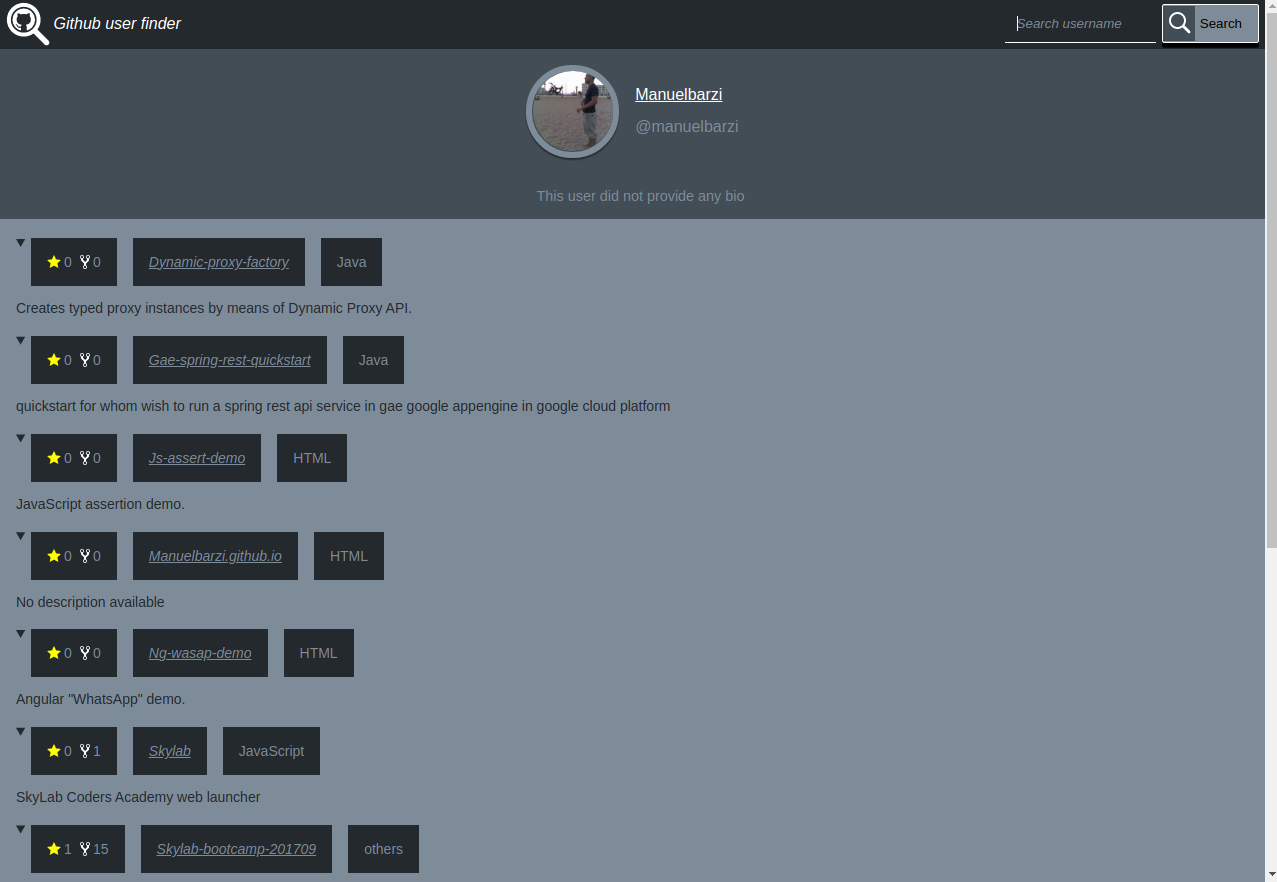 Github user finder
Search username
Search
Manuelbarzi
@manuelbarzi
This user did not provide any bio
0 0 Dynamic-proxy-factory Java
Creates typed proxy instances by means of Dynamic Proxy API.
0 0 Gae-spring-rest-quickstart Java
quickstart for whom wish to run a spring rest api service in gae google appengine in google cloud platform
0 0 Js-assert-demo HTML
JavaScript assertion demo.
0 0 Manuelbarzi.github.io HTML
No description available
0 0 Ng-wasap-demo HTML
Angular "WhatsApp" demo.
0 1 Skylab JavaScript
SkyLab Coders Academy web launcher
1 15 Skylab-bootcamp-201709 others